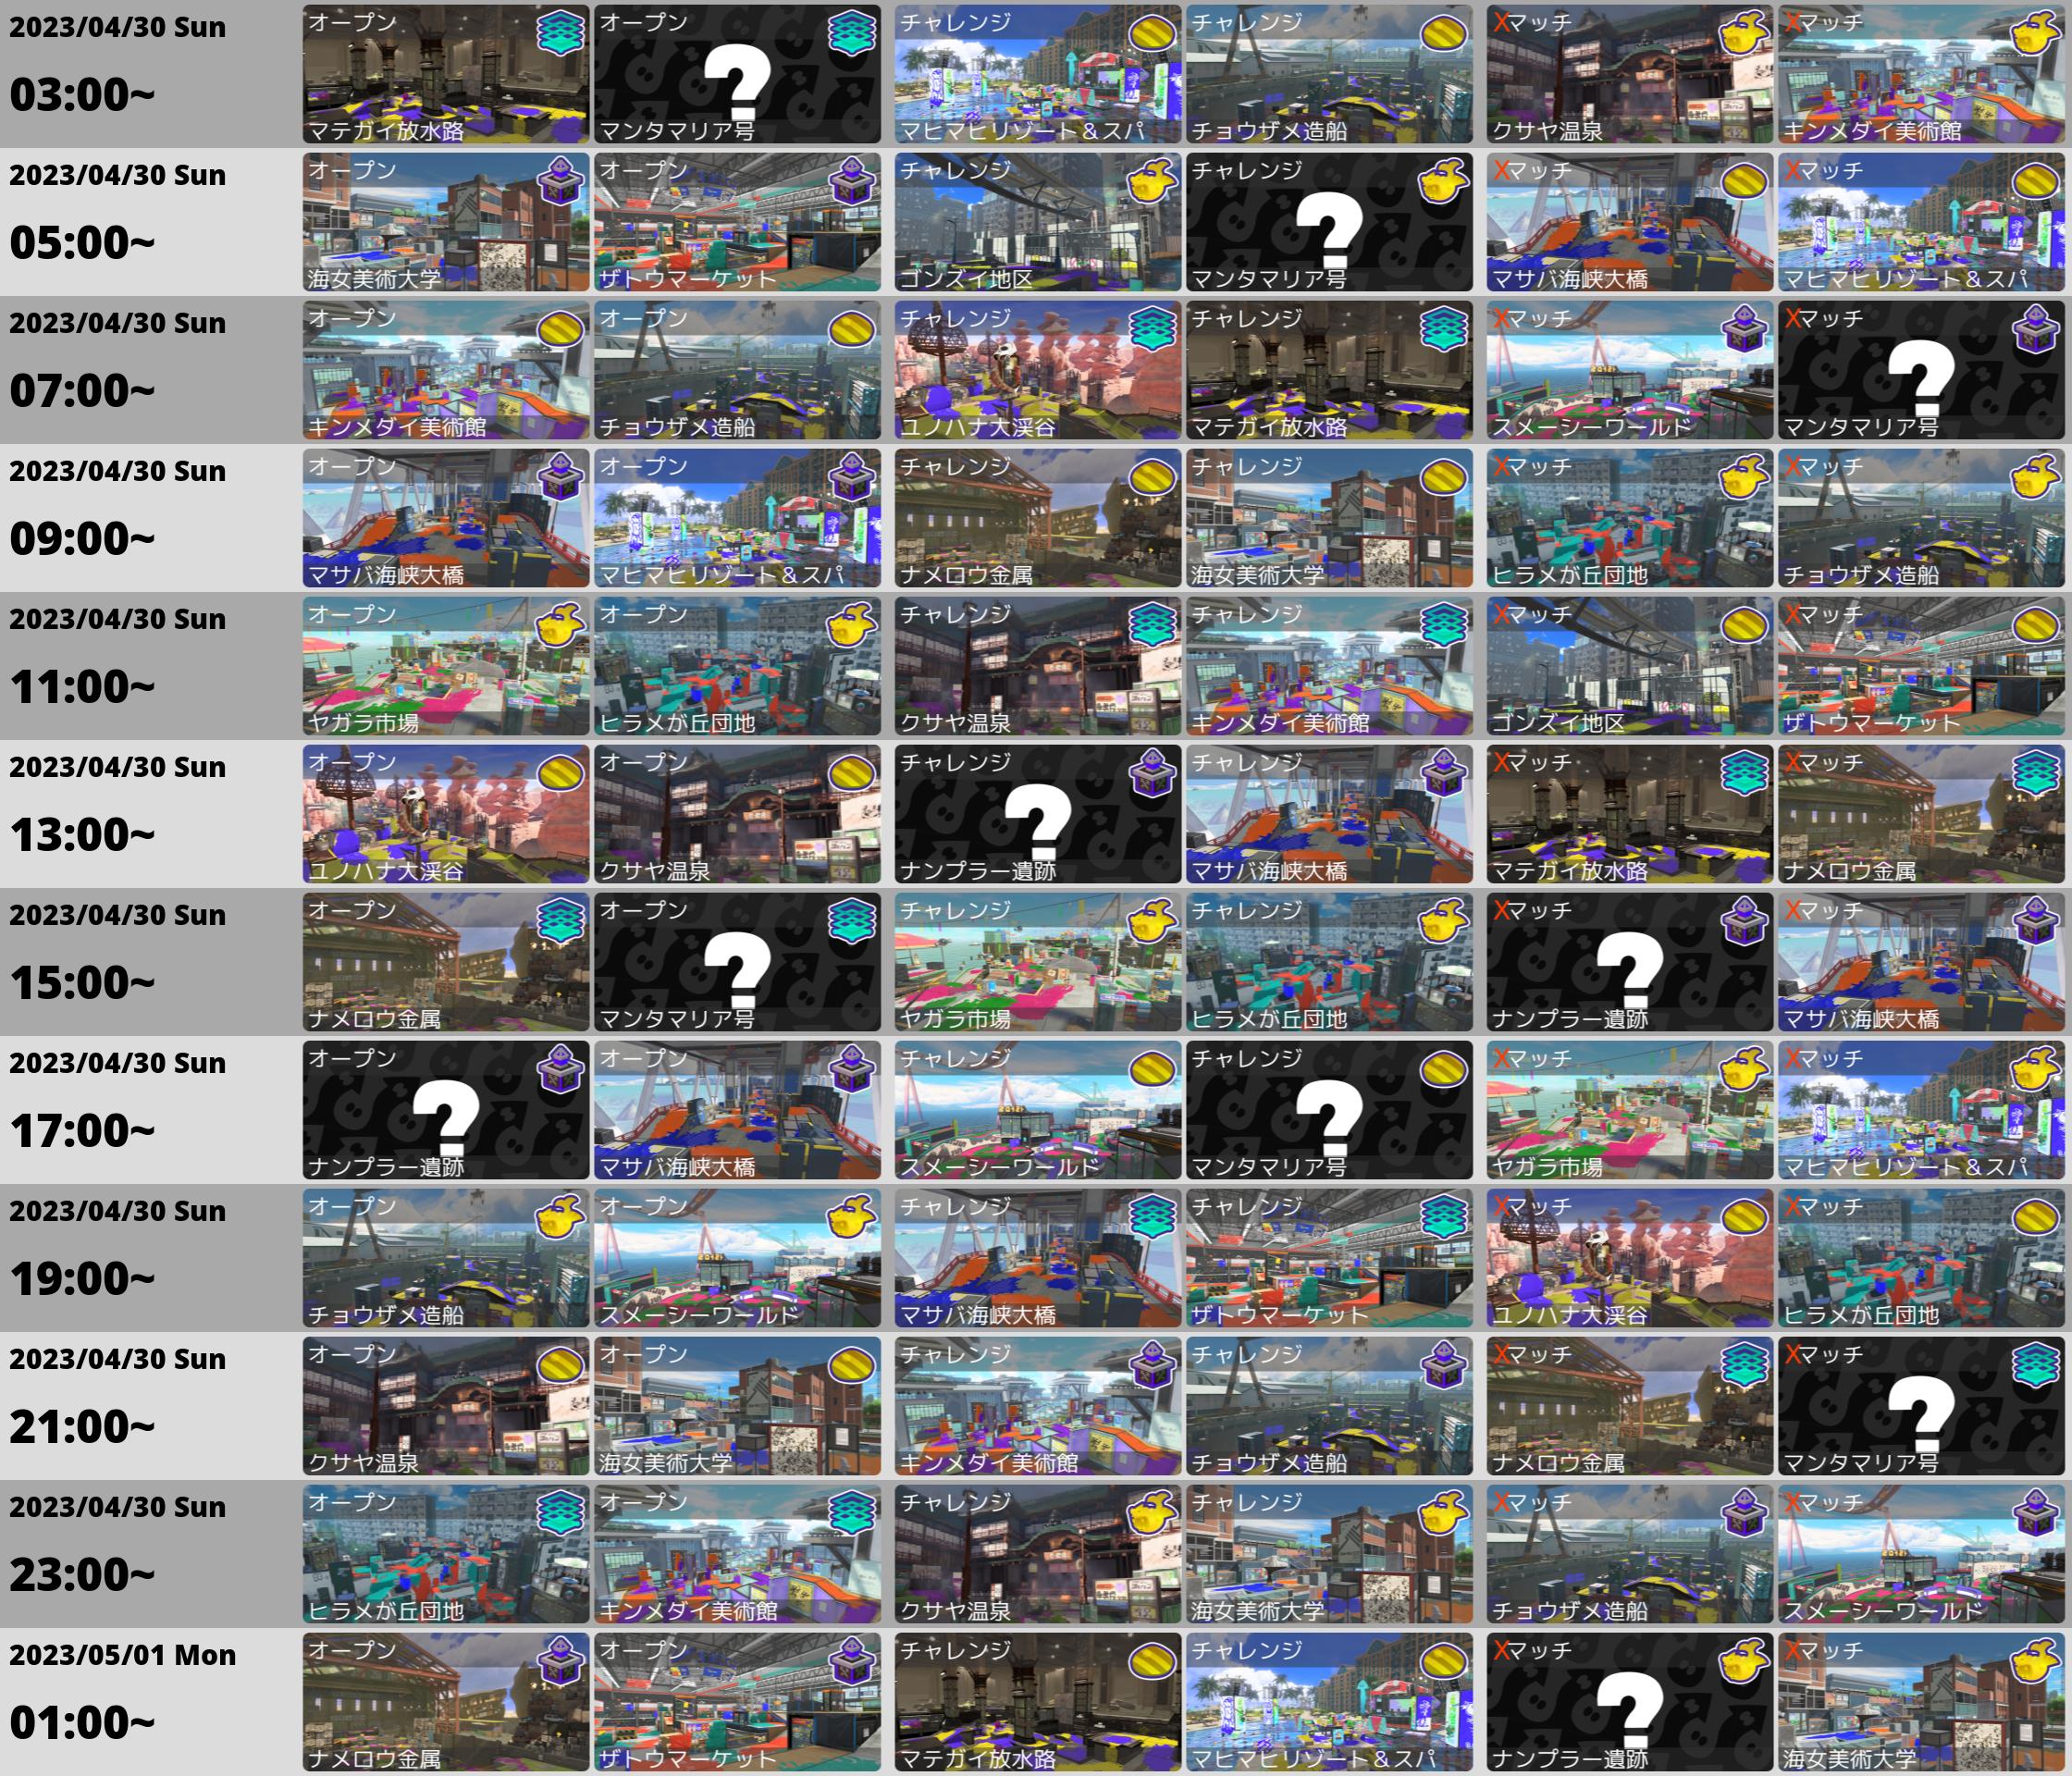 2023/04/30 Sun
03:00~
オープン オープン チャレンジ チャレンジ Xマッチ Xマッチ
マテガイ放水路 マンタマリア号 マヒマヒリゾート＆スパ チョウザメ造船 クサヤ温泉 キンメダイ美術館
2023/04/30 Sun
05:00~
オープン オープン チャレンジ チャレンジ Xマッチ Xマッチ
海女美術大学 ザトウマーケット ゴンズイ地区 マンタマリア号 マサバ海峡大橋 マヒマヒリゾート＆スパ
2023/04/30 Sun
07:00~
オープン オープン チャレンジ チャレンジ Xマッチ Xマッチ
キンメダイ美術館 チョウザメ造船 ユノハナ大渓谷 マテガイ放水路 スメーシーワールド マンタマリア号
2023/04/30 Sun
09:00~
オープン オープン チャレンジ チャレンジ Xマッチ Xマッチ
マサバ海峡大橋 マヒマヒリゾート＆スパ ナメロウ金属 海女美術大学 ヒラメが丘団地 チョウザメ造船
2023/04/30 Sun
11:00~
オープン オープン チャレンジ チャレンジ Xマッチ Xマッチ
ヤガラ市場 ヒラメが丘団地 クサヤ温泉 キンメダイ美術館 ゴンズイ地区 ザトウマーケット
2023/04/30 Sun
13:00~
オープン オープン チャレンジ チャレンジ Xマッチ Xマッチ
ユノハナ大渓谷 クサヤ温泉 ナンプラー遺跡 マサバ海峡大橋 マテガイ放水路 ナメロウ金属
2023/04/30 Sun
15:00~
オープン オープン チャレンジ チャレンジ Xマッチ Xマッチ
ナメロウ金属 マンタマリア号 ヤガラ市場 ヒラメが丘団地 ナンプラー遺跡 マサバ海峡大橋
2023/04/30 Sun
17:00~
オープン オープン チャレンジ チャレンジ Xマッチ Xマッチ
ナンプラー遺跡 マサバ海峡大橋 スメーシーワールド マンタマリア号 ヤガラ市場 マヒマヒリゾート＆スパ
2023/04/30 Sun
19:00~
オープン オープン チャレンジ チャレンジ Xマッチ Xマッチ
チョウザメ造船 スメーシーワールド マサバ海峡大橋 ザトウマーケット ユノハナ大渓谷 ヒラメが丘団地
2023/04/30 Sun
21:00~
オープン オープン チャレンジ チャレンジ Xマッチ Xマッチ
クサヤ温泉 海女美術大学 キンメダイ美術館 チョウザメ造船 ナメロウ金属 マンタマリア号
2023/04/30 Sun
23:00~
オープン オープン チャレンジ チャレンジ Xマッチ Xマッチ
ヒラメが丘団地 キンメダイ美術館 クサヤ温泉 海女美術大学 チョウザメ造船 スメーシーワールド
2023/05/01 Mon
01:00~
オープン オープン チャレンジ チャレンジ Xマッチ Xマッチ
ナメロウ金属 ザトウマーケット マテガイ放水路 マヒマヒリゾート＆スパ ナンプラー遺跡 海女美術大学